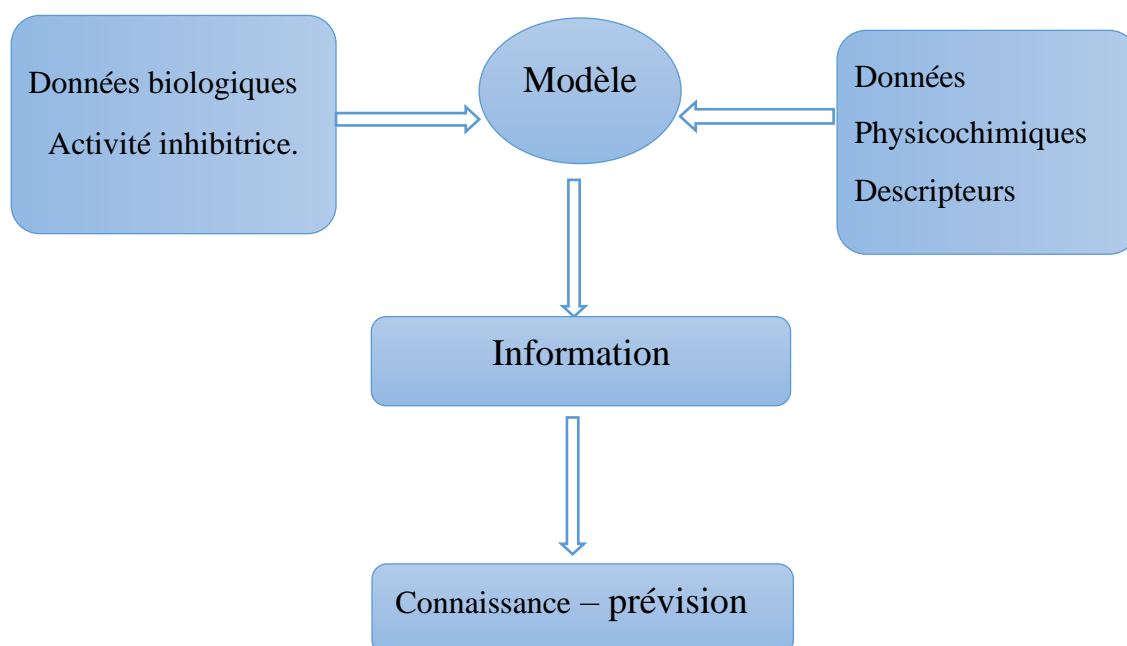 Données biologiques
Activité inhibitrice.
Modèle
Données
Physicochimiques
Descripteurs
Information
Connaissance – prévision